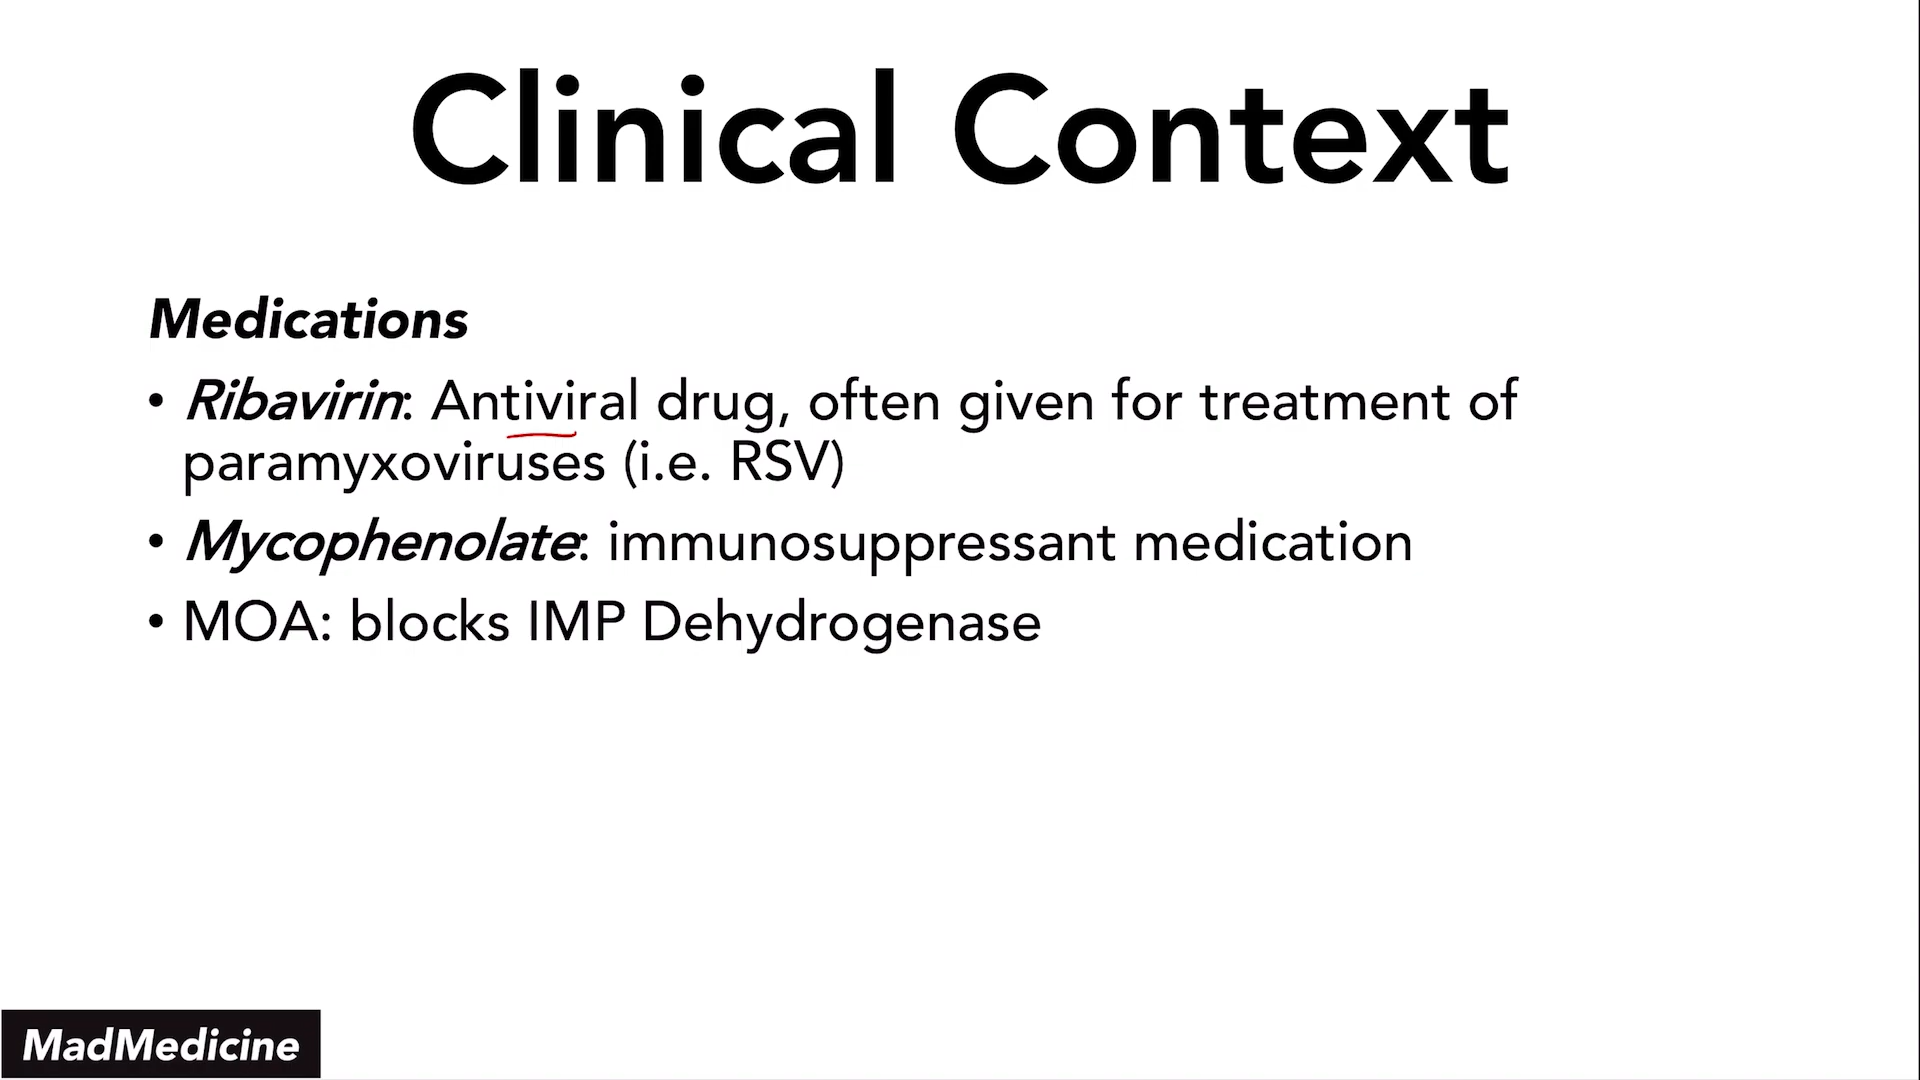 Clinical Context
Medications
• Ribavirin: Antiviral drug, often given for treatment of
paramyxoviruses (i.e. RSV)
• Mycophenolate: immunosuppressant medication
• MOA: blocks IMP Dehydrogenase
MadMedicine